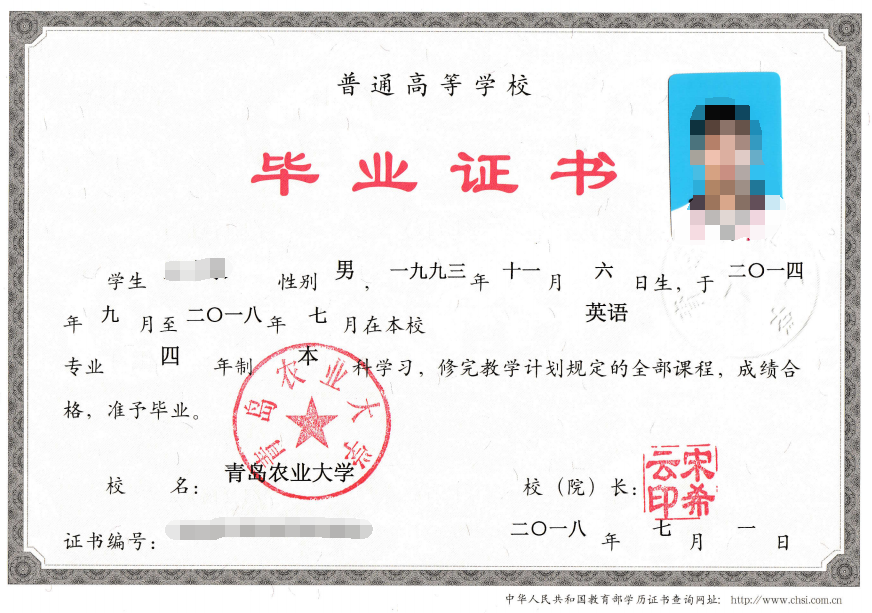 普通高等学校
毕业证书
学生 性别 男 ，一九九三年 十一月 六 日生，于 二〇一四
年 九 月至 二〇一八年 七 月在本校 英语
专业 四 年制 本 科学习，修完教学计划规定的全部课程，成绩合
格，准予毕业。
青岛农业大学
校 名：青岛农业大学
校（院）长：
宋希云印
证书编号：
二〇一八 年 七 月 一 日
中华人民共和国教育部学历证书查询网址： http://www.chsi.com.cn